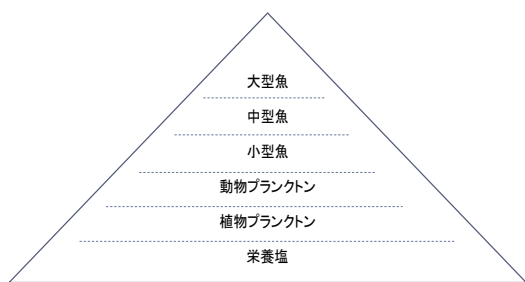 大型魚
中型魚
小型魚
動物プランクトン
植物プランクトン
栄養塩